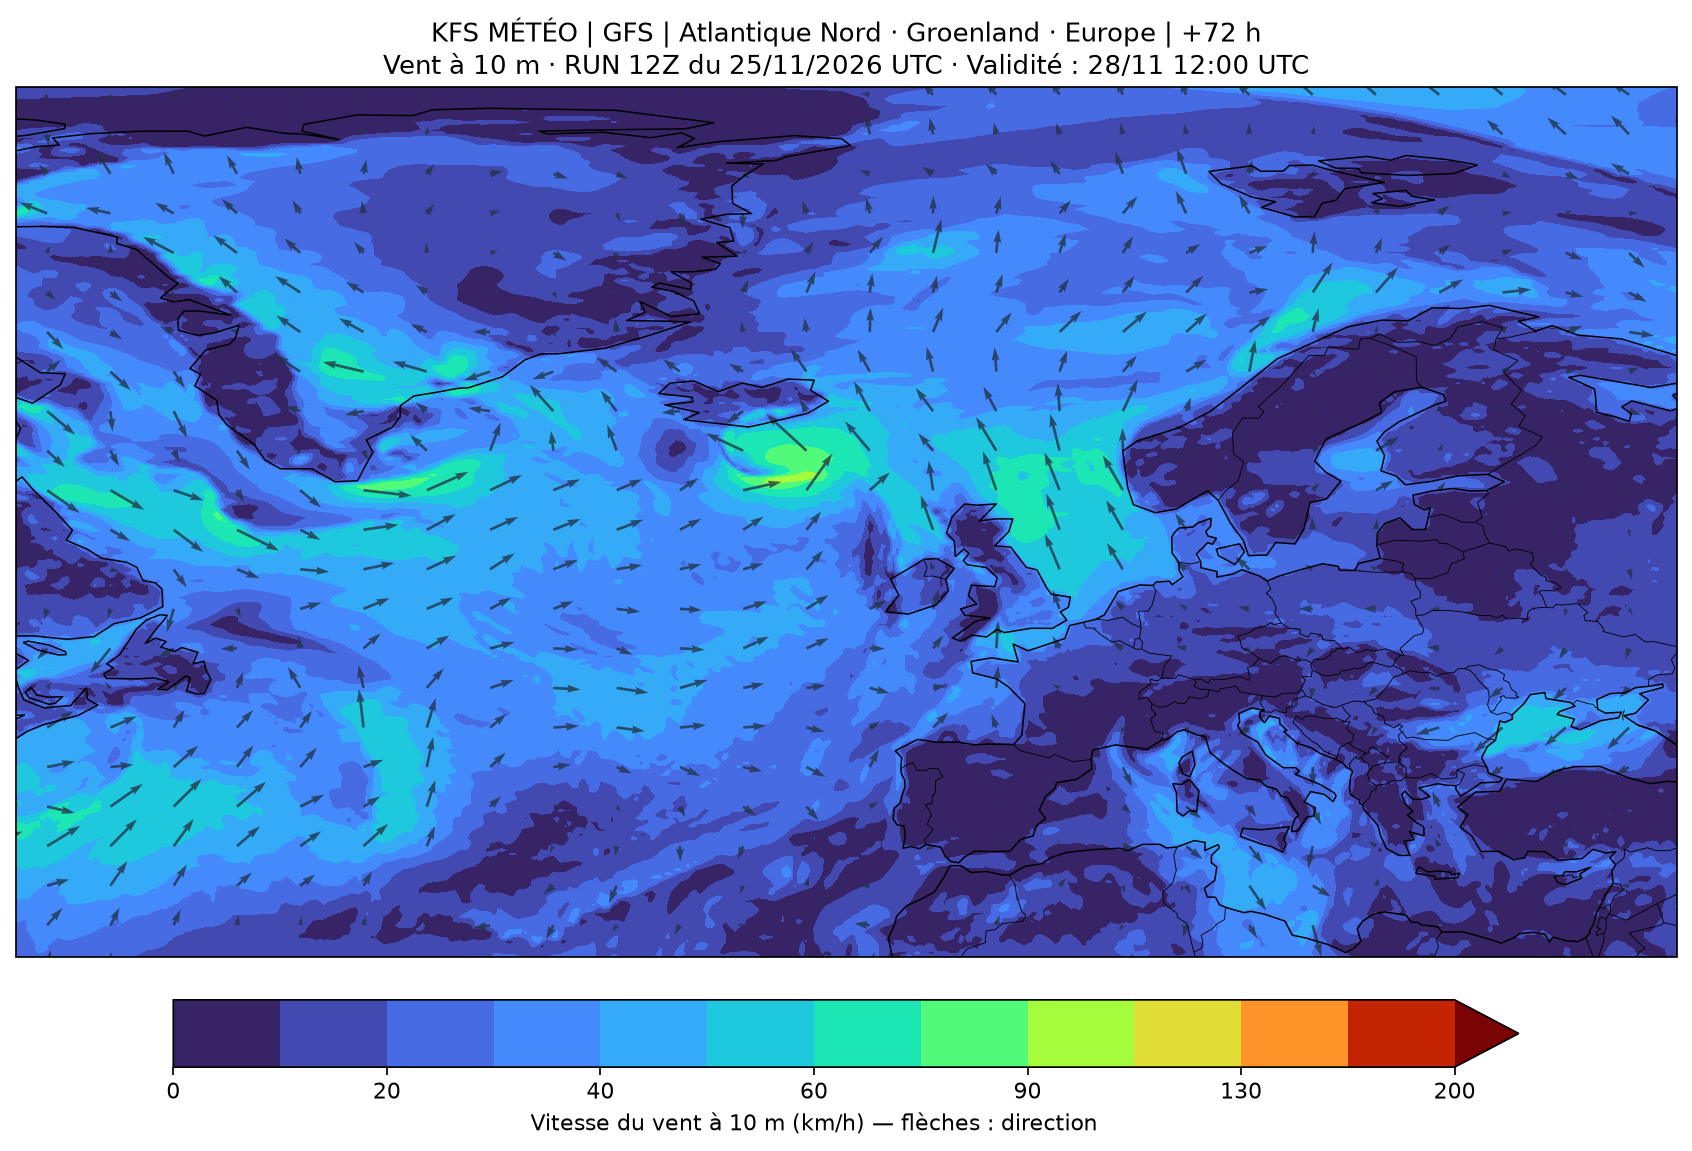 KFS MÉTÉO | GFS | Atlantique Nord · Groenland · Europe | +72 h
Vent à 10 m · RUN 12Z du 25/11/2026 UTC · Validité : 28/11 12:00 UTC
0 20 40 60 90 130 200
Vitesse du vent à 10 m (km/h) — flèches : direction